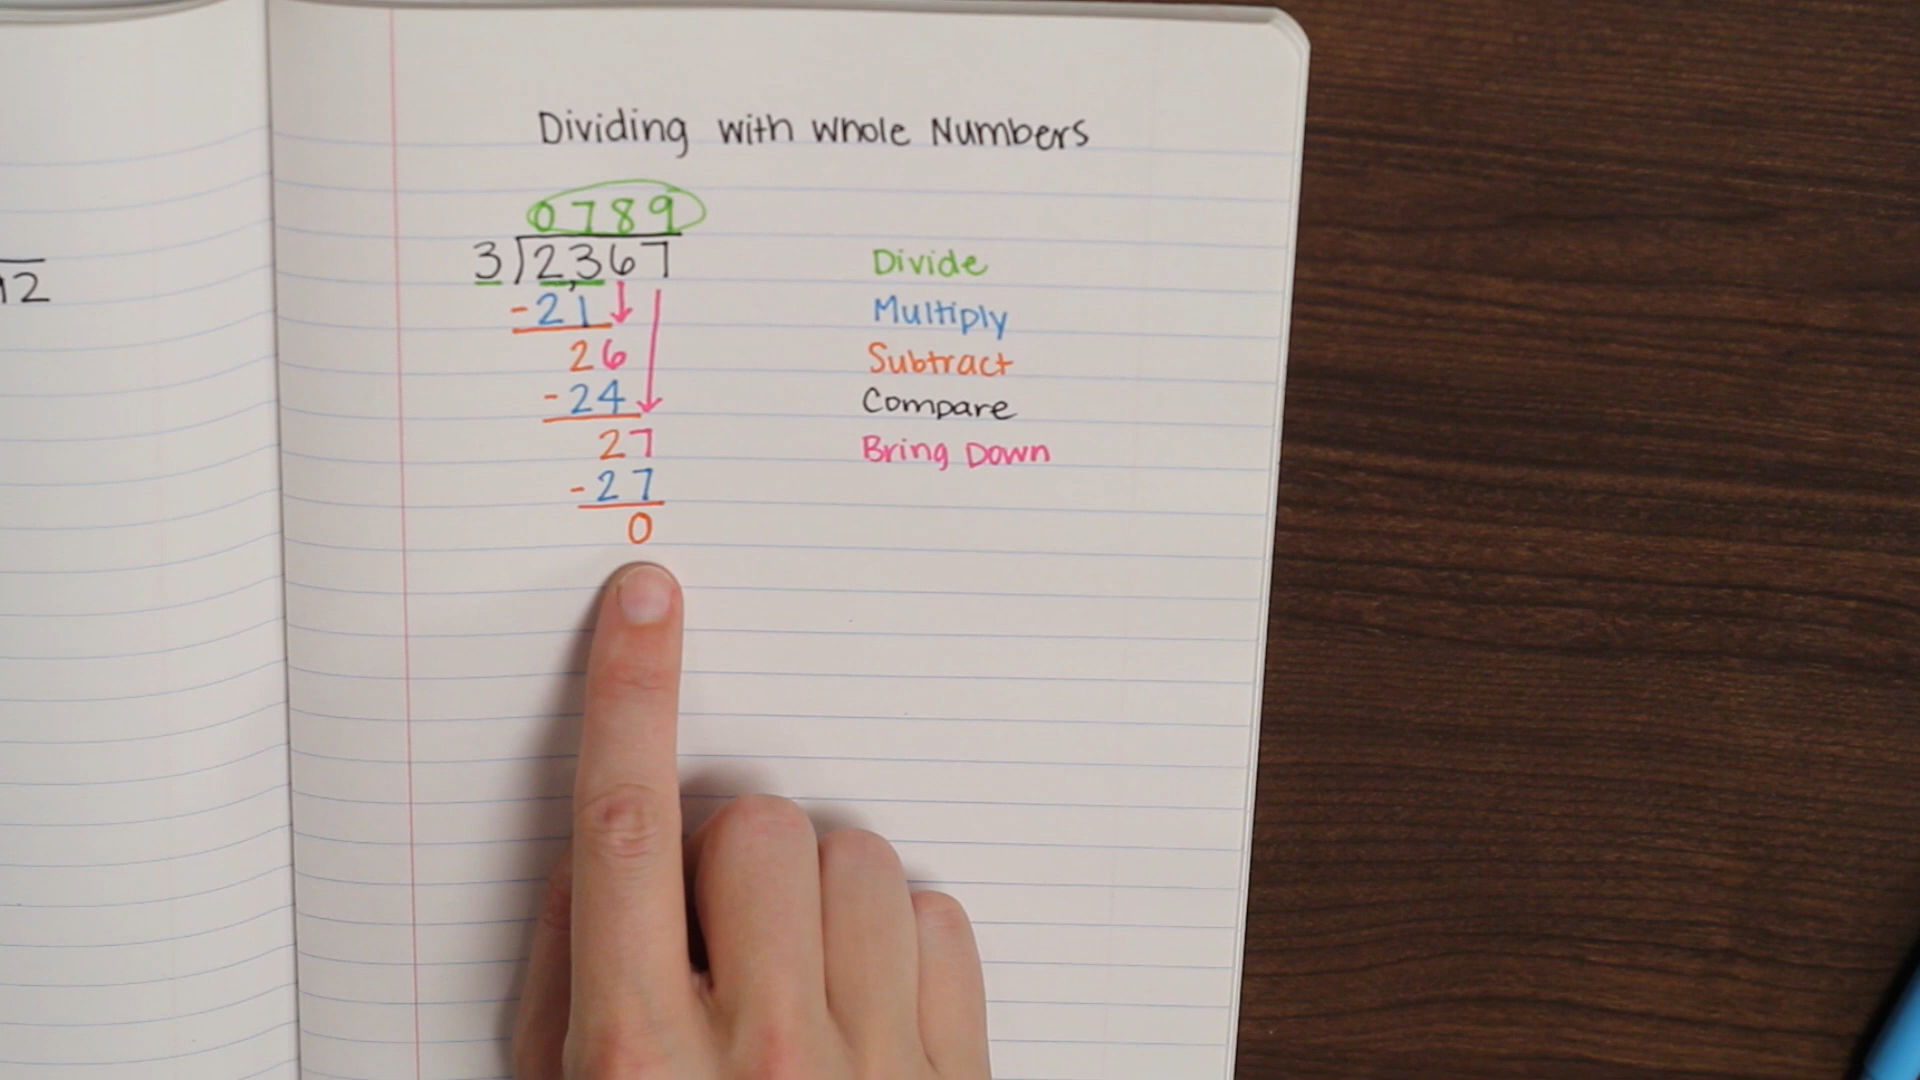 Dividing with Whole Numbers
0789
3)2,367
-21
26
-24
27
-27
0
Divide
Multiply
Subtract
Compare
Bring Down
12